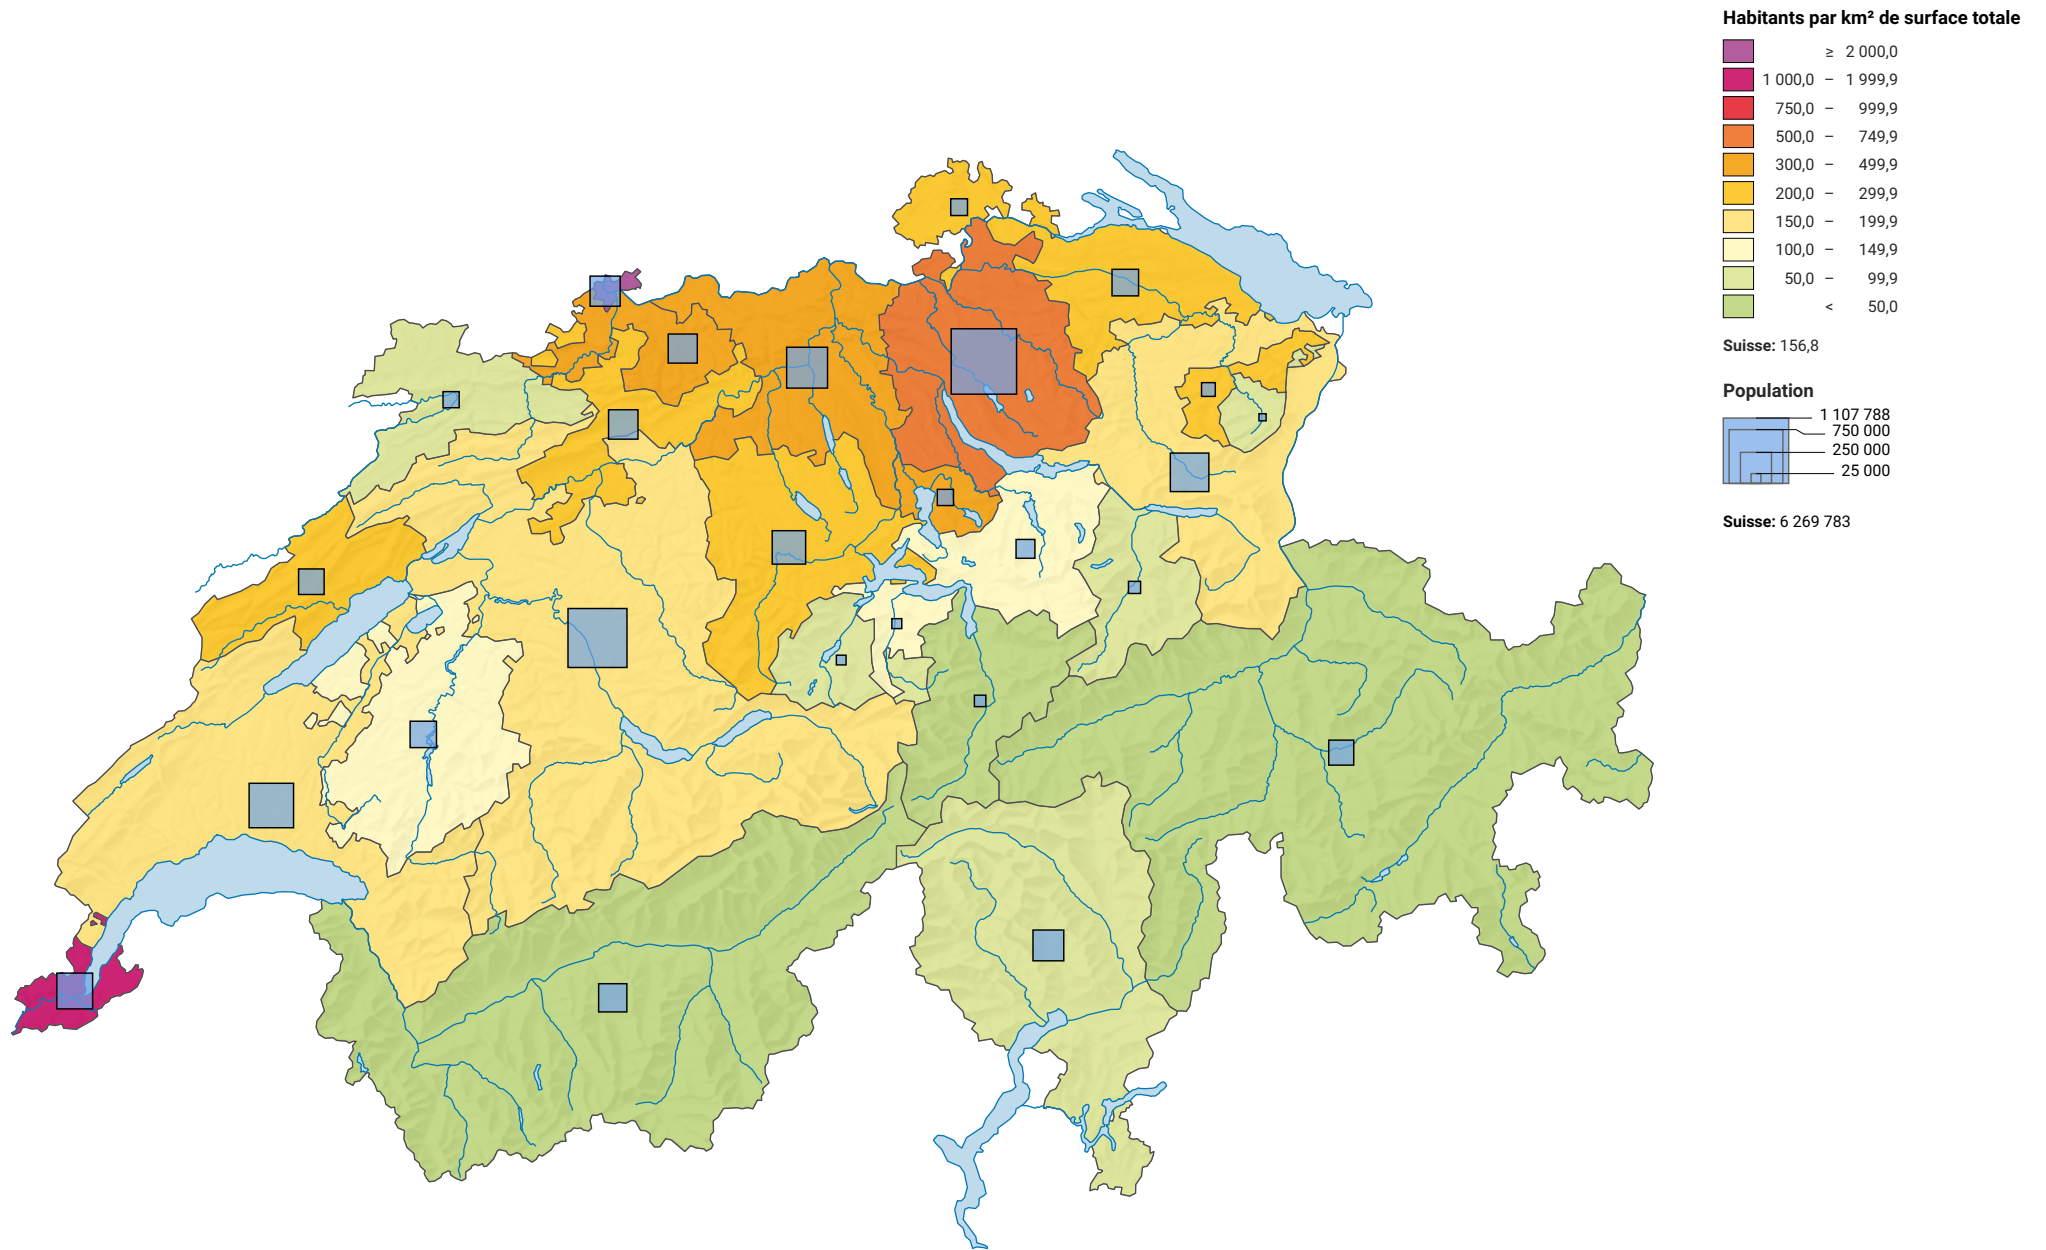 Habitants par km² de surface totale
≥ 2 000,0
1 000,0 – 1 999,9
750,0 – 999,9
500,0 – 749,9
300,0 – 499,9
200,0 – 299,9
150,0 – 199,9
100,0 – 149,9
50,0 – 99,9
< 50,0
Suisse: 156,8
Population
1 107 788
750 000
250 000
25 000
Suisse: 6 269 783